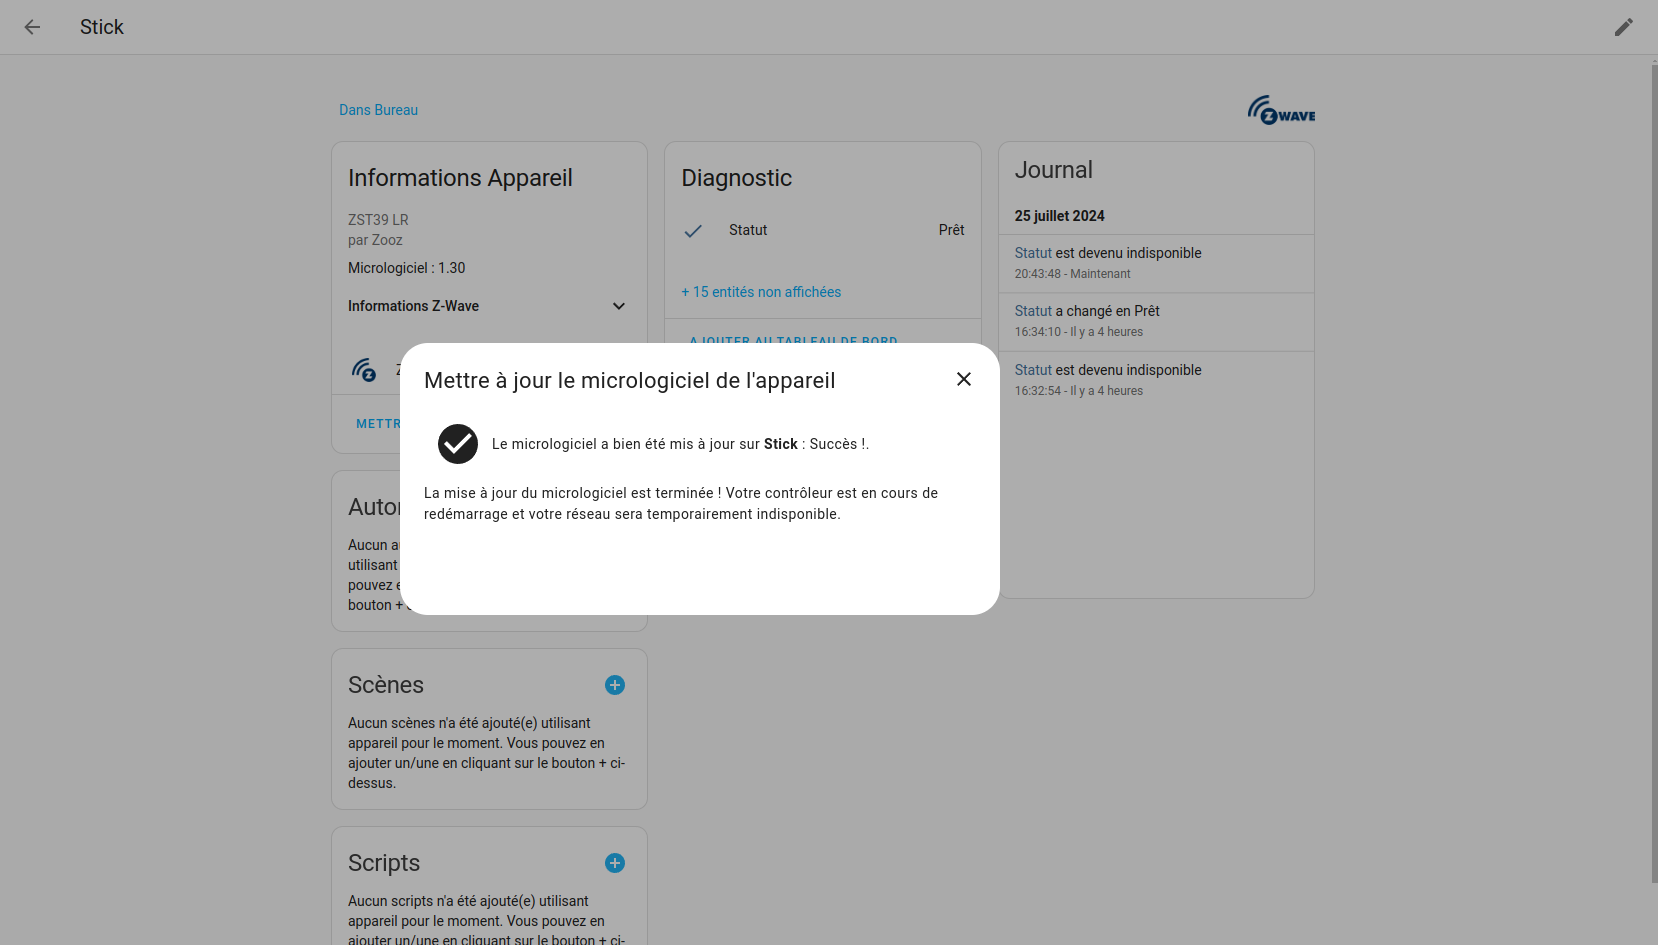 Stick
Dans Bureau
Z WAVE
Informations Appareil
ZST39 LR
par Zooz
Micrologiciel : 1.30
Informations Z-Wave
Z
METTR
Diagnostic
Statut
Prêt
+ 15 entités non affichées
AJOUTER AU TABLEAU DE BORD
Journal
25 juillet 2024
Statut est devenu indisponible
20:43:48 - Maintenant
Statut a changé en Prêt
16:34:10 - Il y a 4 heures
Statut est devenu indisponible
16:32:54 - Il y a 4 heures
Mettre à jour le micrologiciel de l'appareil
Le micrologiciel a bien été mis à jour sur Stick : Succès !.
La mise à jour du micrologiciel est terminée ! Votre contrôleur est en cours de
redémarrage et votre réseau sera temporairement indisponible.
Aucun
utilisant
pouvez
bouton +
Scènes
Aucun scènes n'a été ajouté(e) utilisant
appareil pour le moment. Vous pouvez en
ajouter un/une en cliquant sur le bouton + ci-
dessus.
Scripts
Aucun scripts n'a été ajouté(e) utilisant
appareil pour le moment. Vous pouvez en
ajouter un/une en cliquant sur le bouton + ci-